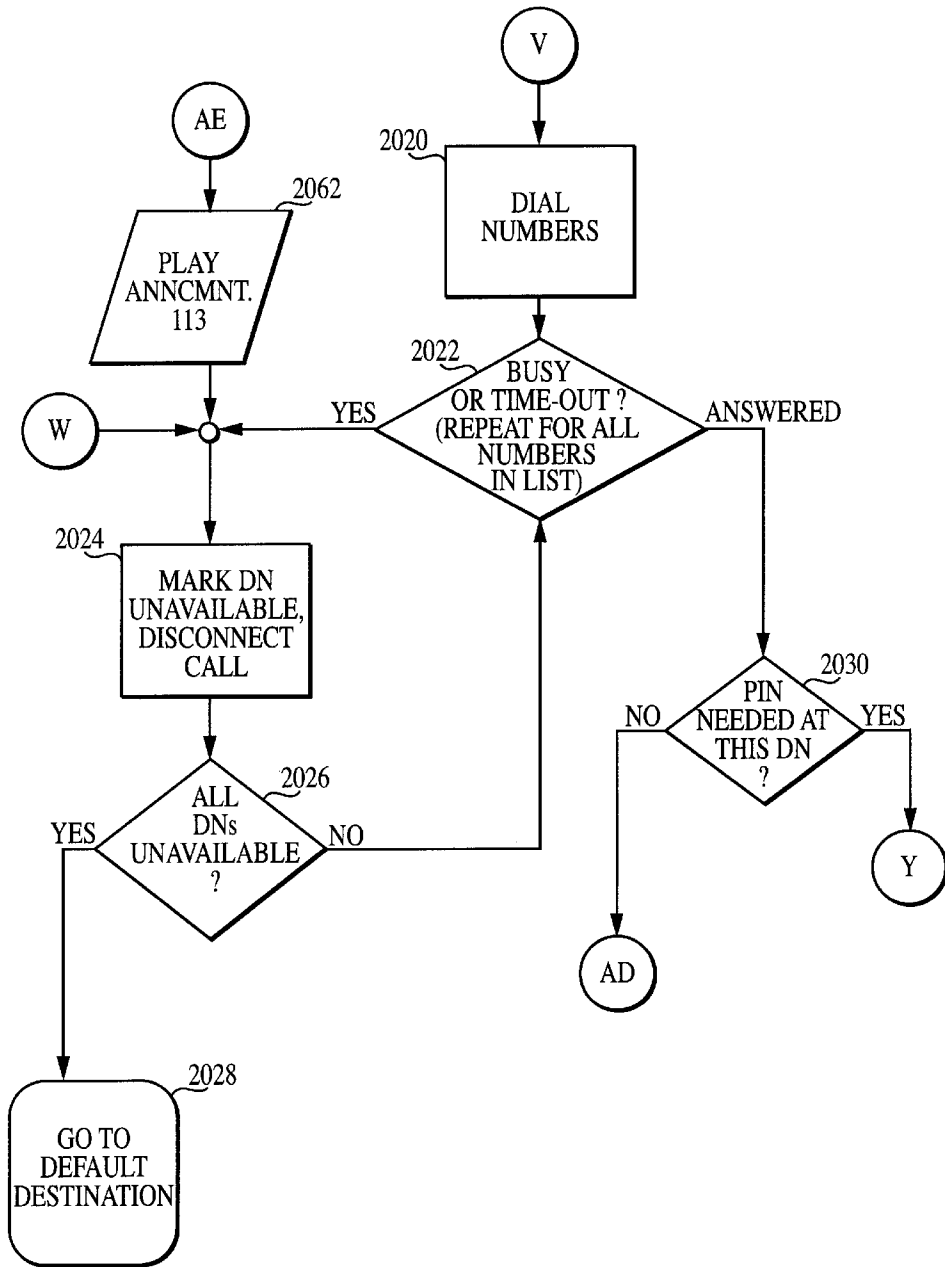 V
AE
2020
DIAL
NUMBERS
2062
PLAY
ANNCMNT.
113
2022
BUSY
OR TIME-OUT ?
(REPEAT FOR ALL
NUMBERS
IN LIST)
YES
ANSWERED
W
2024
MARK DN
UNAVAILABLE,
DISCONNECT
CALL
2030
PIN
NEEDED AT
THIS DN
?
NO
YES
2026
ALL
DNs
UNAVAILABLE
?
YES
NO
Y
AD
2028
GO TO
DEFAULT
DESTINATION